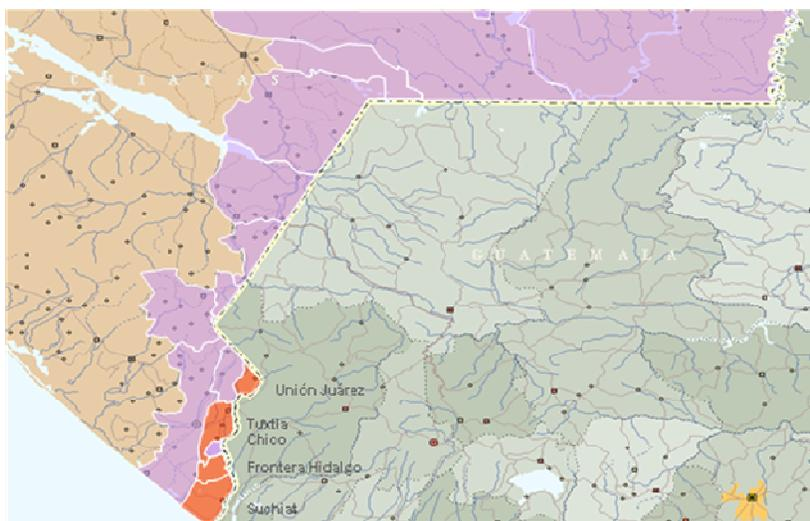 CHIAPAS
GUATEMALA
Unión Juárez
Tuxtla
Chico
Frontera Hidalgo
Suchiat